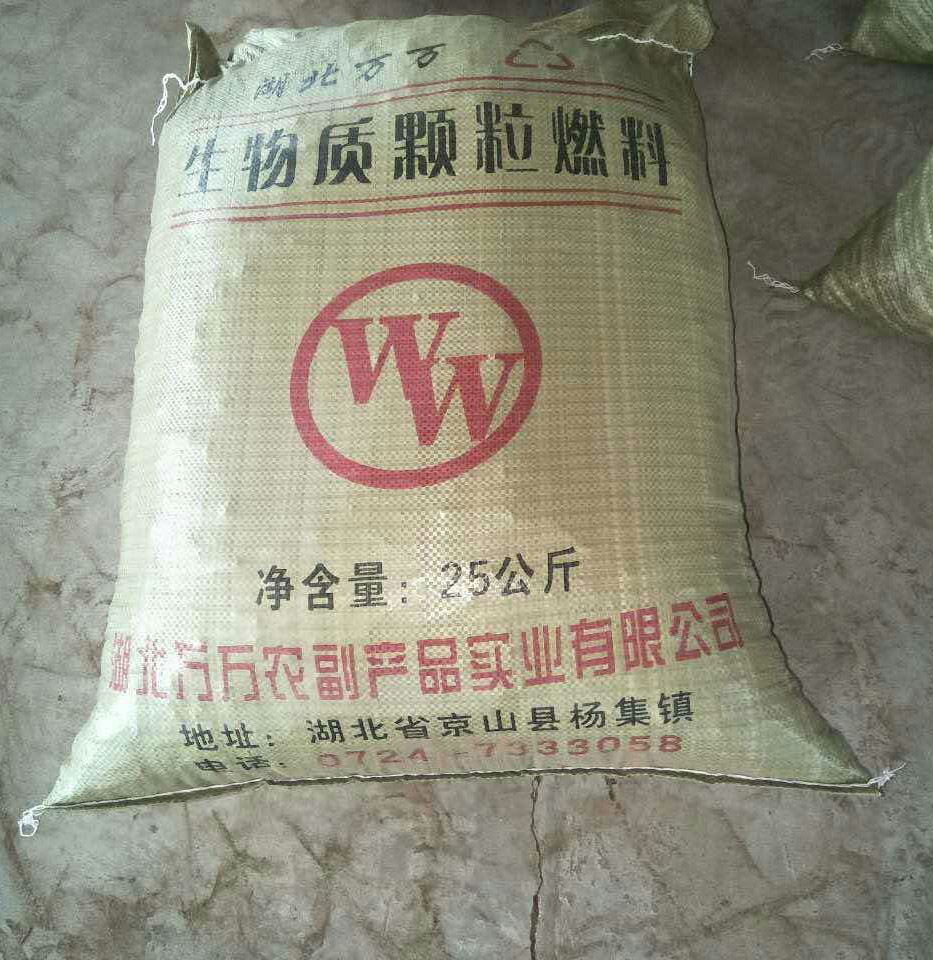 湖北万万
生物质颗粒燃料
WW
净含量：25公斤
湖北万万农副产品实业有限公司
地址：湖北省京山县杨集镇
电话：0724-7333058